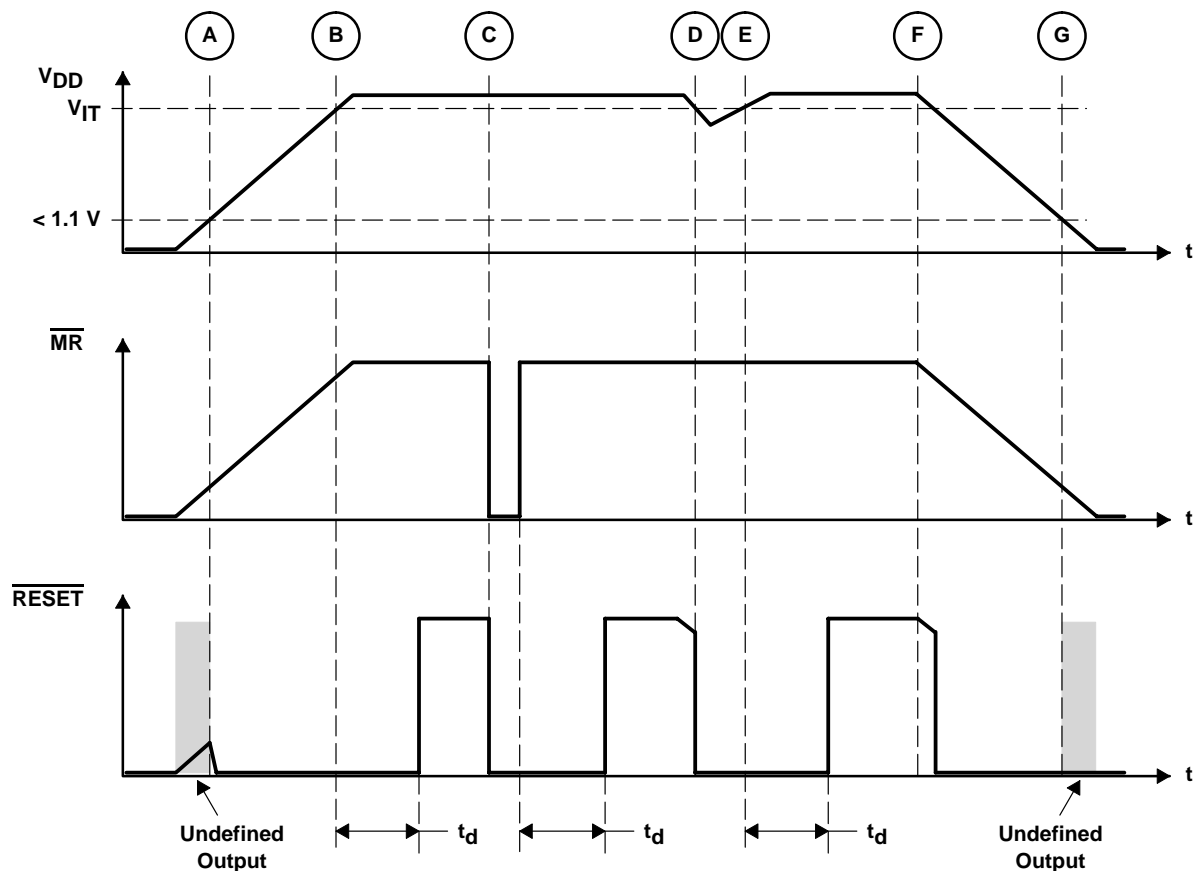 A B C D E F G
VDD
VIT
< 1.1 V
t
MR
t
RESET
t
td td td
Undefined
Output
Undefined
Output